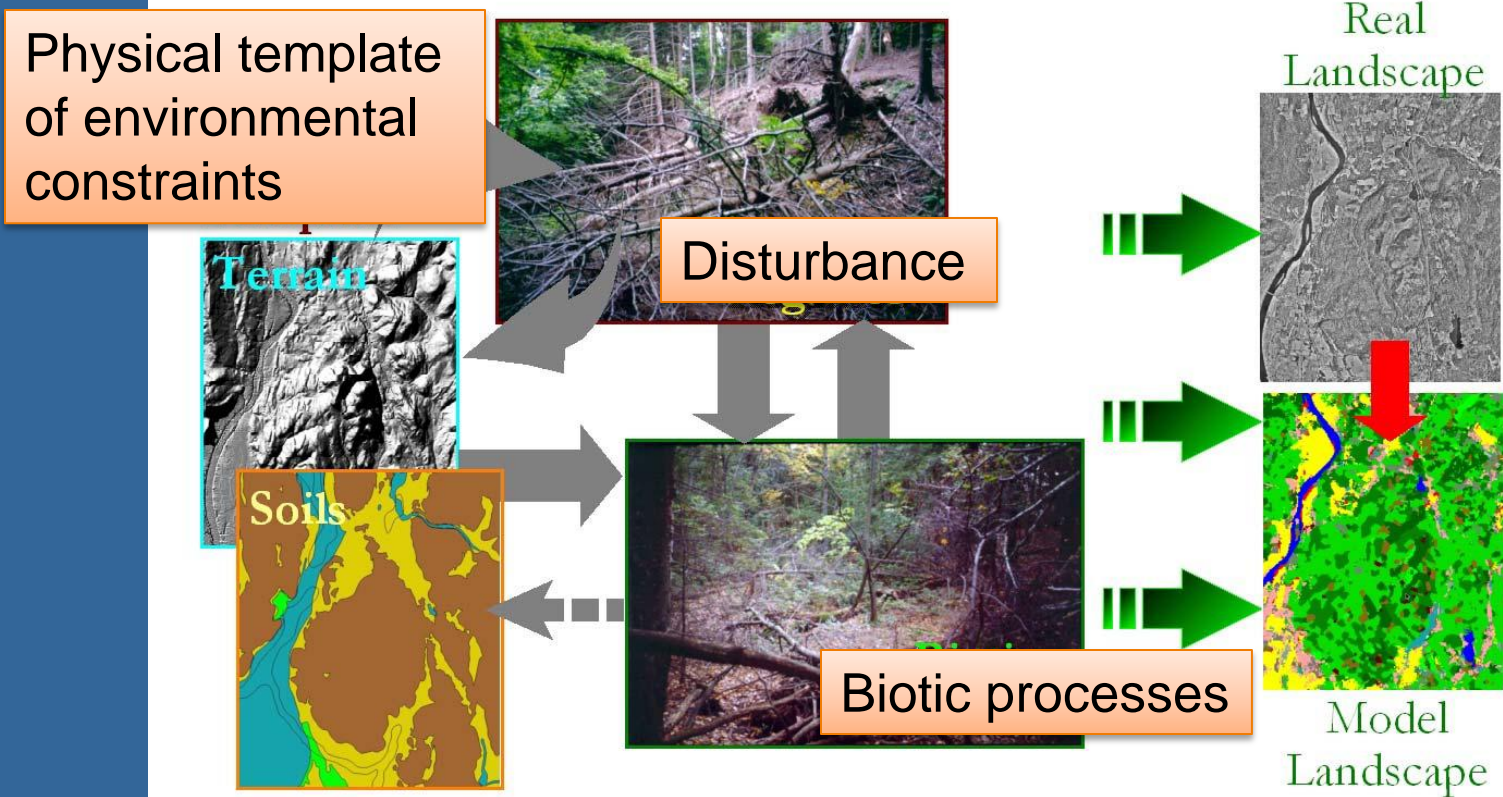 Physical template
of environmental
constraints
Disturbance
Terrain
Soils
Biotic processes
Real
Landscape
Model
Landscape